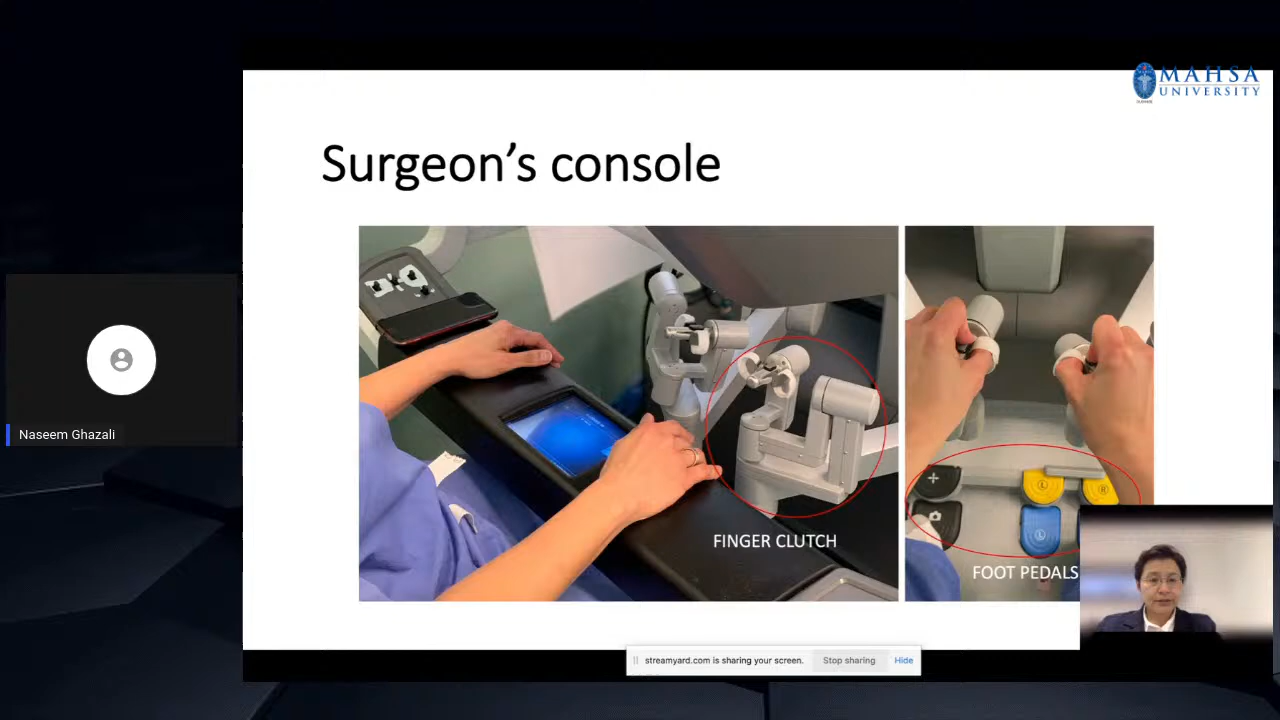 MAHSA
UNIVERSITY
Surgeon's console
FINGER CLUTCH
L
R
L
FOOT PEDALS
Naseem Ghazali
streamyard.com is sharing your screen.
Stop sharing
Hide